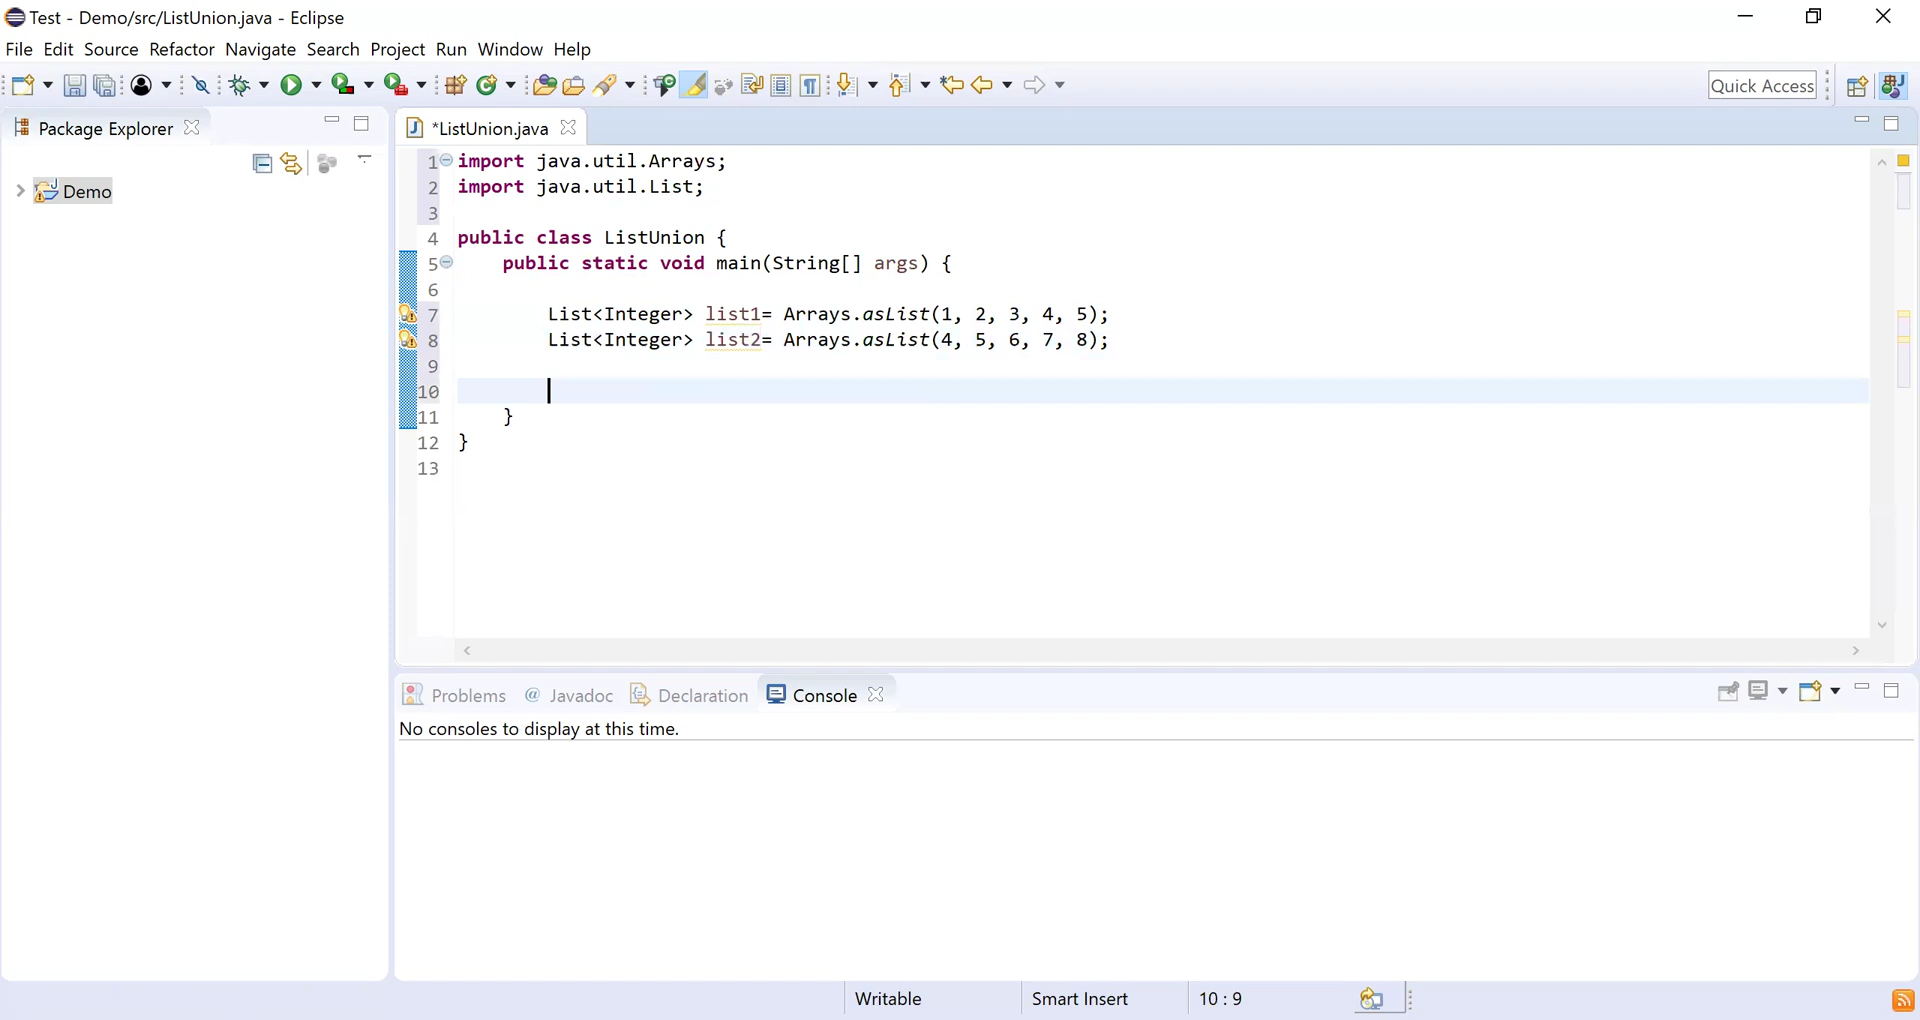 Test - Demo/src/ListUnion.java - Eclipse
File Edit Source Refactor Navigate Search Project Run Window Help
Quick Access
Package Explorer
Demo
*ListUnion.java
1 import java.util.Arrays;
2 import java.util.List;
3
4 public class ListUnion {
5 public static void main(String[] args) {
6
7 List<Integer> list1= Arrays.asList(1, 2, 3, 4, 5);
8 List<Integer> list2= Arrays.asList(4, 5, 6, 7, 8);
9
10
11 }
12 }
13
Problems @ Javadoc Declaration Console
No consoles to display at this time.
Writable Smart Insert 10 : 9